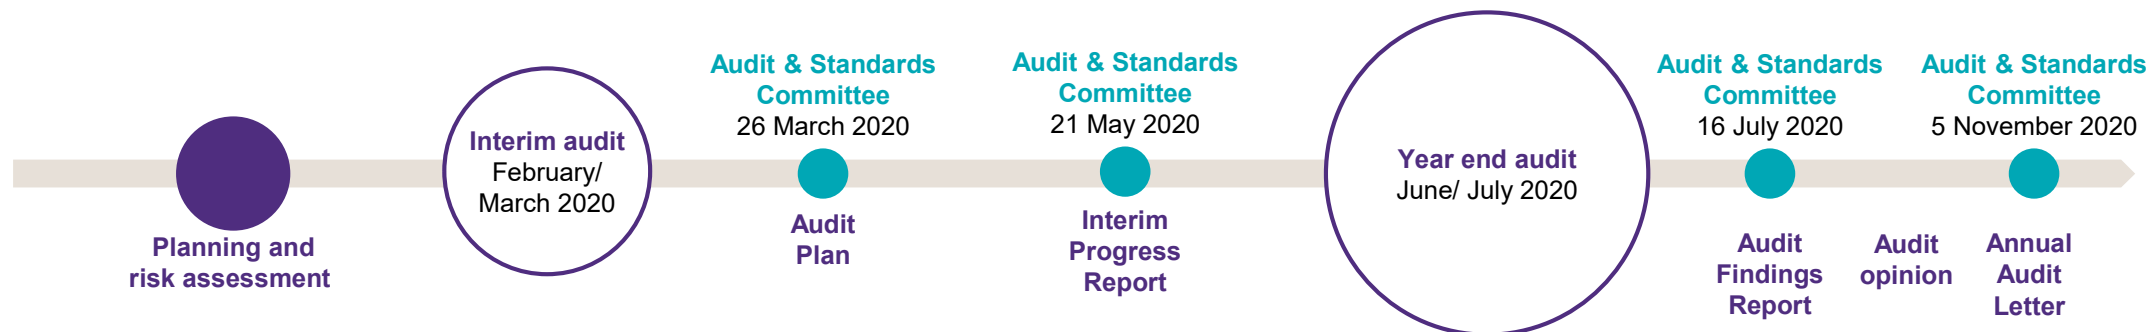 Planning and
risk assessment
Interim audit
February/
March 2020
Audit & Standards
Committee
26 March 2020
Audit
Plan
Audit & Standards
Committee
21 May 2020
Interim
Progress
Report
Year end audit
June/ July 2020
Audit & Standards
Committee
16 July 2020
Audit
Findings
Report
Audit
opinion
Audit & Standards
Committee
5 November 2020
Annual
Audit
Letter